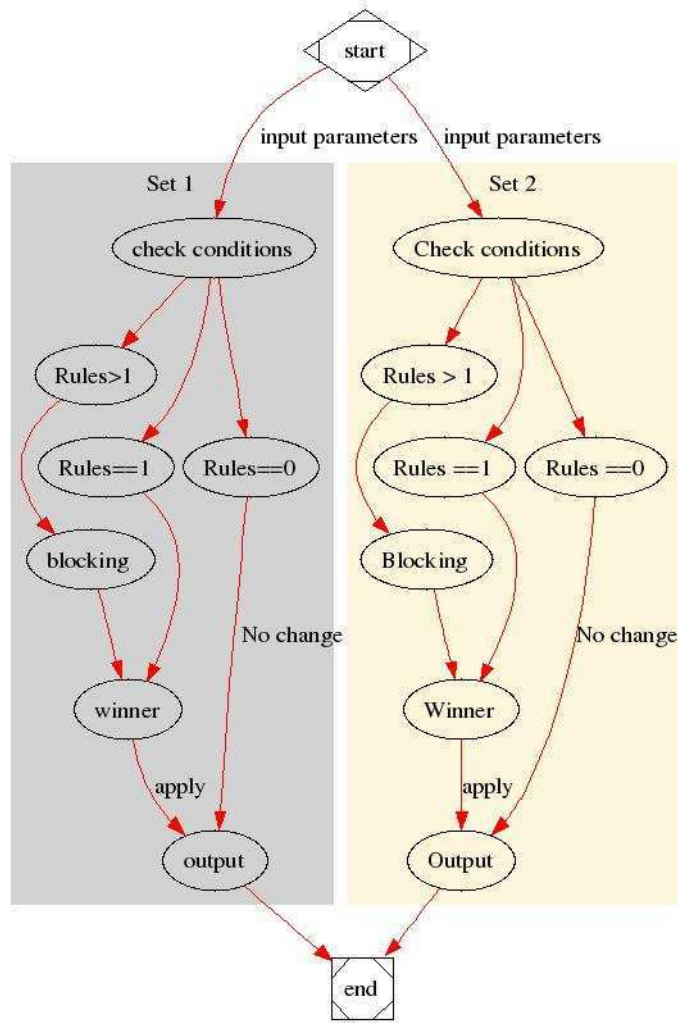 start
input parameters
input parameters
Set 1
Set 2
check conditions
Check conditions
Rules>1
Rules > 1
Rules==1
Rules==0
Rules ==1
Rules ==0
blocking
Blocking
No change
No change
winner
Winner
apply
apply
output
Output
end